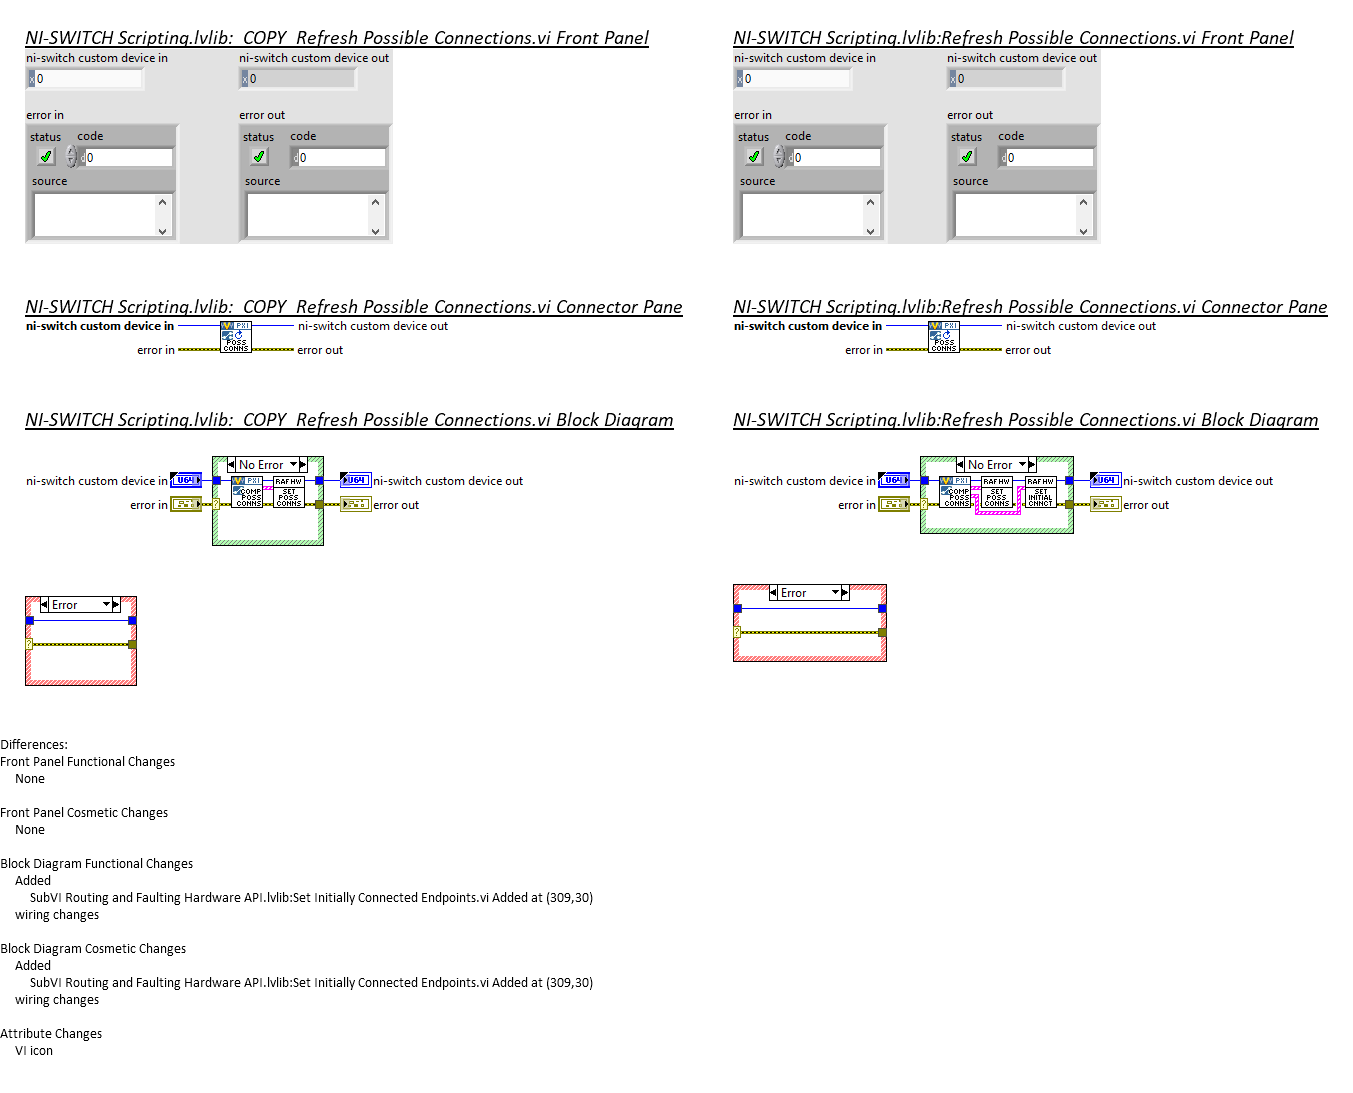 NI-SWITCH Scripting.lvlib:_COPY_Refresh Possible Connections.vi Front Panel
ni-switch custom device in
ni-switch custom device out
x 0
x 0
error in
error out
status
code
status
code
d 0
d 0
source
source
NI-SWITCH Scripting.lvlib:Refresh Possible Connections.vi Front Panel
ni-switch custom device in
ni-switch custom device out
x 0
x 0
error in
error out
status
code
status
code
d 0
d 0
source
source
NI-SWITCH Scripting.lvlib:_COPY_Refresh Possible Connections.vi Connector Pane
ni-switch custom device in
PXI
POSS
CONNS
ni-switch custom device out
error in
error out
NI-SWITCH Scripting.lvlib:Refresh Possible Connections.vi Connector Pane
ni-switch custom device in
PXI
POSS
CONNS
ni-switch custom device out
error in
error out
NI-SWITCH Scripting.lvlib:_COPY_Refresh Possible Connections.vi Block Diagram
No Error
ni-switch custom device in
U64
PXI
COMP
POSS
CONNS
RAF HW
SET
POSS
CONNS
U64
ni-switch custom device out
error in
?
error out
Error
?
NI-SWITCH Scripting.lvlib:Refresh Possible Connections.vi Block Diagram
No Error
ni-switch custom device in
U64
PXI
COMP
POSS
CONNS
RAF HW
SET
POSS
CONNS
RAF HW
SET
INITIAL
CNNCT
U64
ni-switch custom device out
error in
?
error out
Error
?
Differences:
Front Panel Functional Changes
None
Front Panel Cosmetic Changes
None
Block Diagram Functional Changes
Added
SubVI Routing and Faulting Hardware API.lvlib:Set Initially Connected Endpoints.vi Added at (309,30)
wiring changes
Block Diagram Cosmetic Changes
Added
SubVI Routing and Faulting Hardware API.lvlib:Set Initially Connected Endpoints.vi Added at (309,30)
wiring changes
Attribute Changes
VI icon